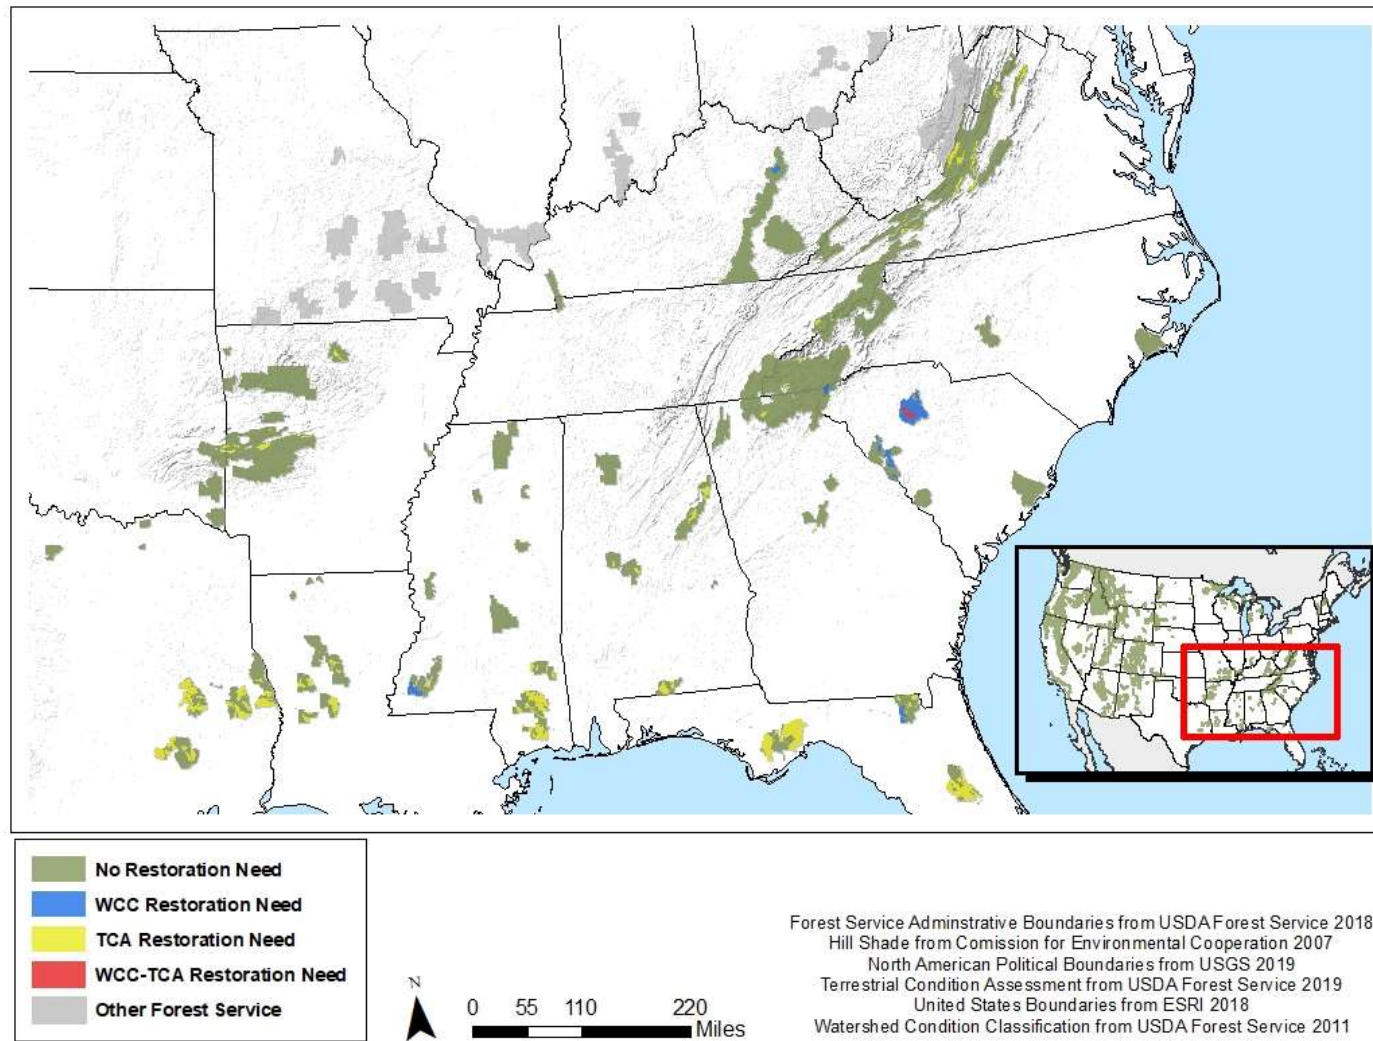 No Restoration Need
WCC Restoration Need
TCA Restoration Need
WCC-TCA Restoration Need
Other Forest Service
N
0 55 110 220
Miles
Forest Service Adminstrative Boundaries from USDA Forest Service 2018
Hill Shade from Comission for Environmental Cooperation 2007
North American Political Boundaries from USGS 2019
Terrestrial Condition Assessment from USDA Forest Service 2019
United States Boundaries from ESRI 2018
Watershed Condition Classification from USDA Forest Service 2011